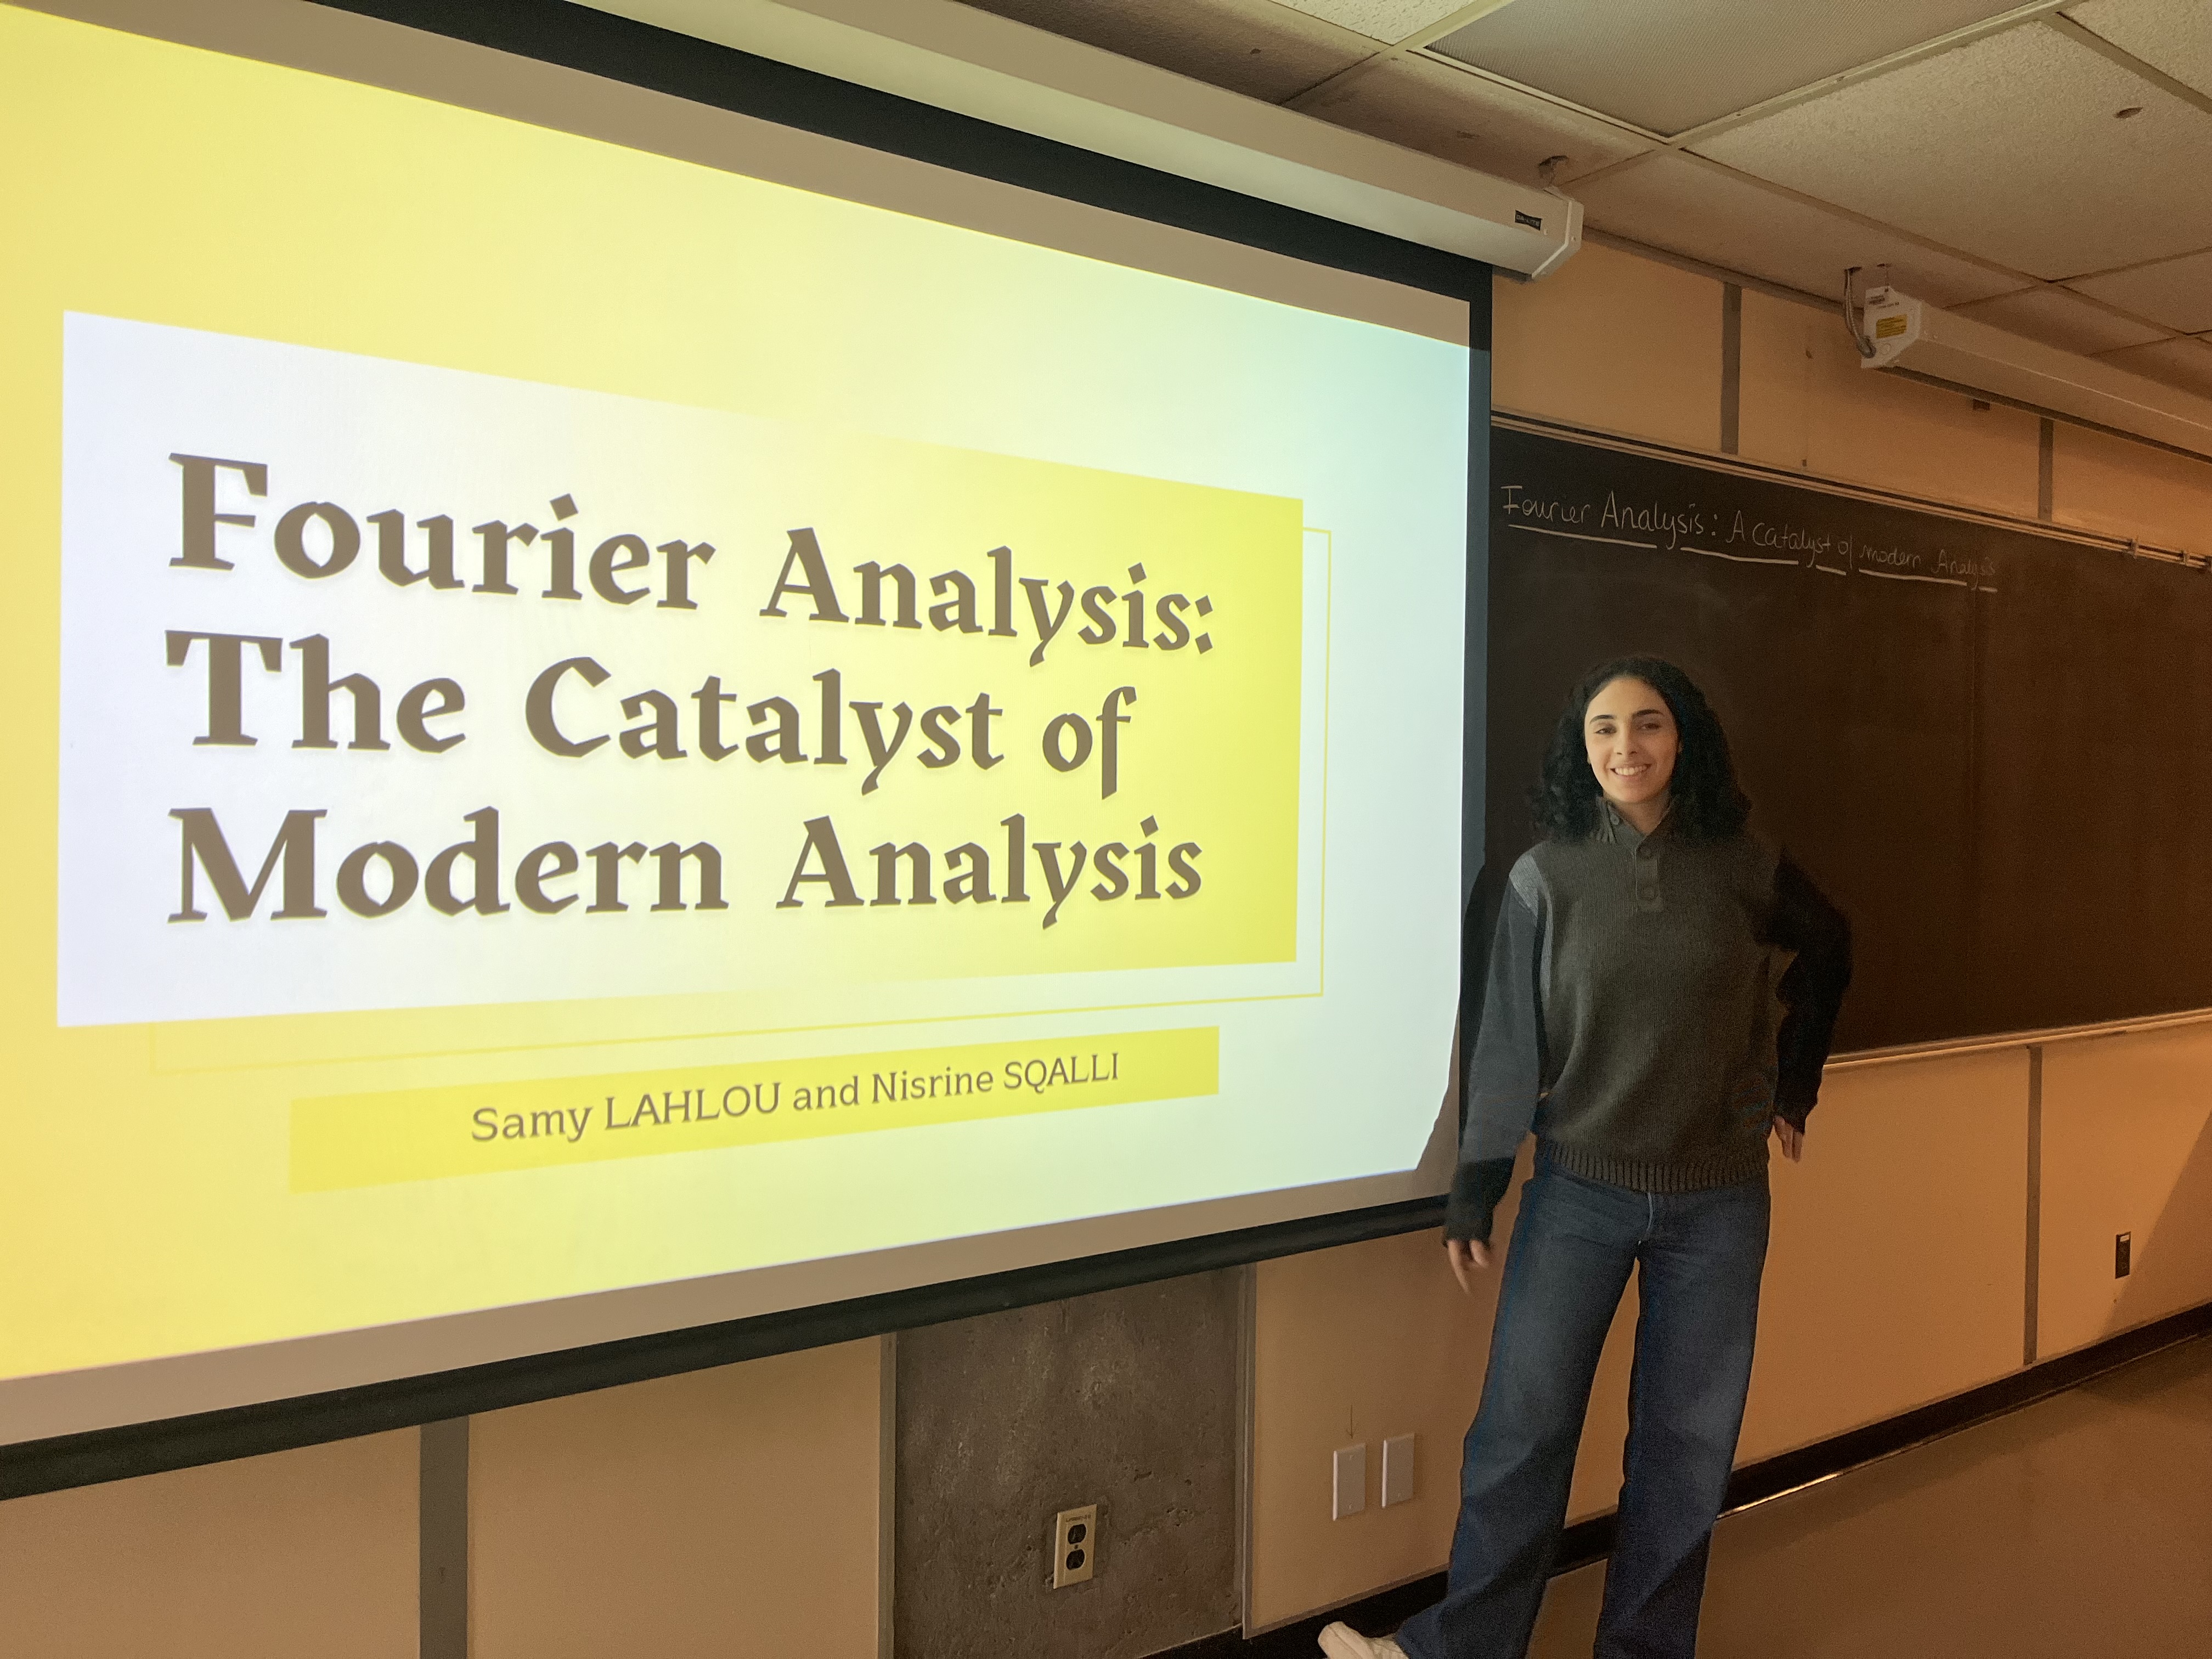 Fourier Analysis:
The Catalyst of
Modern Analysis
Samy LAHLOU and Nisrine SQALLI
Fourier Analysis: A catalyst of modern Analysis